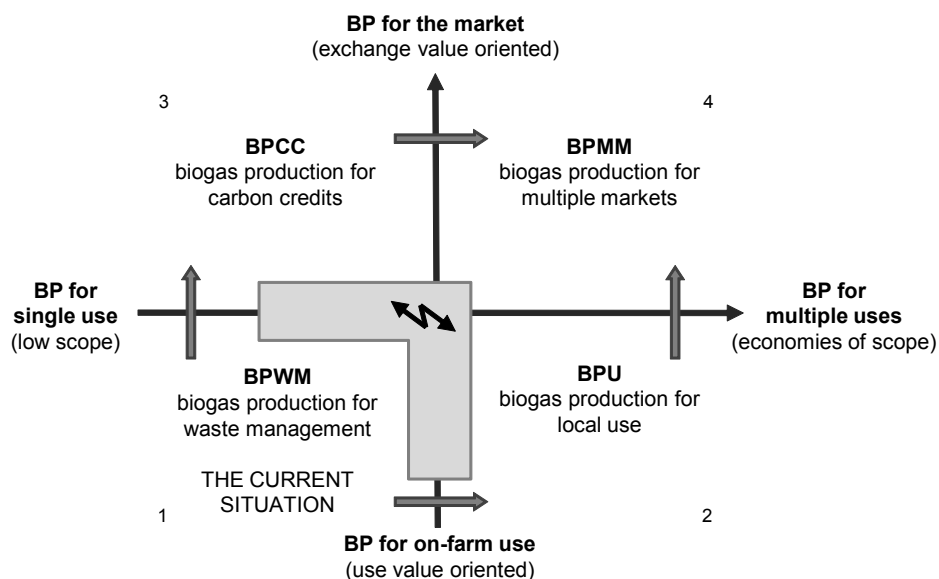 BP for the market
(exchange value oriented)
3
4
BPCC
biogas production for
carbon credits
BPMM
biogas production for
multiple markets
BP for
single use
(low scope)
BP for
multiple uses
(economies of scope)
BPWM
biogas production for
waste management
BPU
biogas production for
local use
THE CURRENT
SITUATION
1
2
BP for on-farm use
(use value oriented)